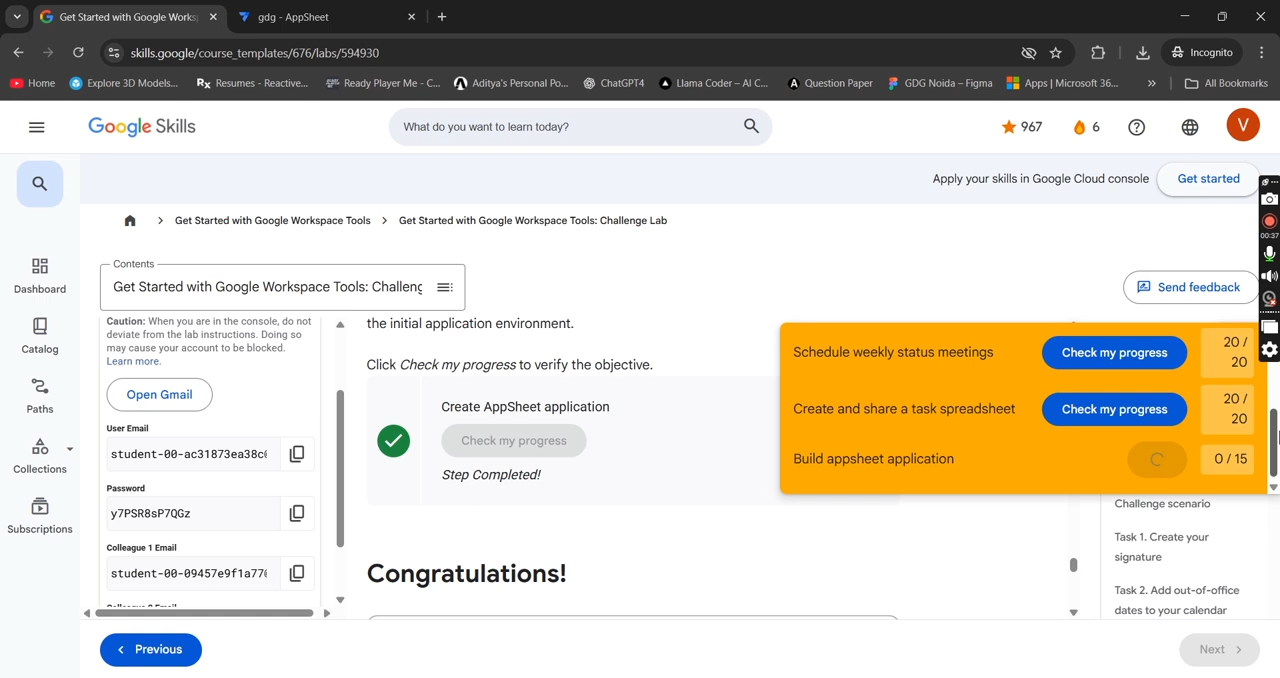 Get Started with Google Works
gdg - AppSheet
skills.google/course_templates/676/labs/594930
Incognito
Home
Explore 3D Models...
Resumes - Reactive...
Ready Player Me - C...
Aditya's Personal Po...
ChatGPT4
Llama Coder – AI C...
Question Paper
GDG Noida – Figma
Apps | Microsoft 36...
All Bookmarks
Google Skills
What do you want to learn today?
967
6
V
Apply your skills in Google Cloud console
Get started
Get Started with Google Workspace Tools
Get Started with Google Workspace Tools: Challenge Lab
Contents
Get Started with Google Workspace Tools: Challeng
Send feedback
Dashboard
Catalog
Paths
Collections
Subscriptions
Caution: When you are in the console, do not
deviate from the lab instructions. Doing so
may cause your account to be blocked.
Learn more.
Open Gmail
User Email
student-00-ac31873ea38c
Password
y7PSR8sP7QGz
Colleague 1 Email
student-00-09457e9f1a77
the initial application environment.
Click Check my progress to verify the objective.
Create AppSheet application
Check my progress
Step Completed!
Congratulations!
Schedule weekly status meetings
Check my progress
20 /
20
Create and share a task spreadsheet
Check my progress
20 /
20
Build appsheet application
0 / 15
Challenge scenario
Task 1. Create your
signature
Task 2. Add out-of-office
dates to your calendar
00:37
Previous
Next